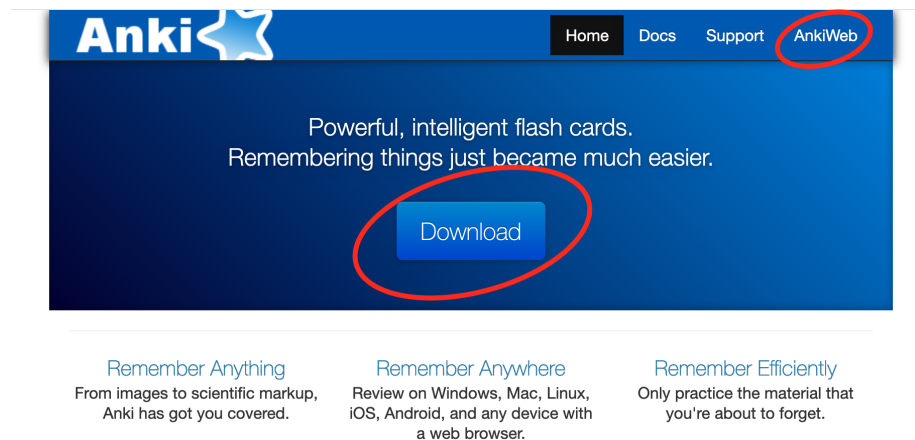 Anki
Home Docs Support AnkiWeb
Powerful, intelligent flash cards.
Remembering things just became much easier.
Download
Remember Anything
From images to scientific markup,
Anki has got you covered.
Remember Anywhere
Review on Windows, Mac, Linux,
iOS, Android, and any device with
a web browser.
Remember Efficiently
Only practice the material that
you're about to forget.